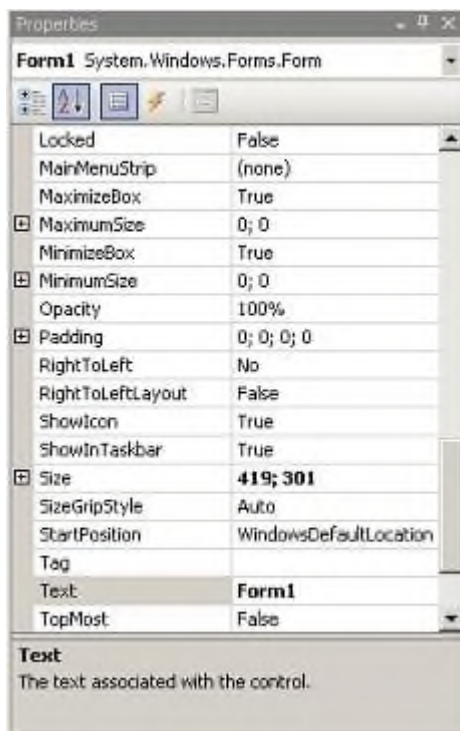 Properties
Form1 System.Windows.Forms.Form
Locked False
MainMenuStrip (none)
MaximizeBox True
MaximumSize 0; 0
MinimizeBox True
MinimumSize 0; 0
Opacity 100%
Padding 0; 0; 0; 0
RightToLeft No
RightToLeftLayout False
ShowIcon True
ShowInTaskbar True
Size 419; 301
SizeGripStyle Auto
StartPosition WindowsDefaultLocation
Tag
Text Form1
TopMost False
Text
The text associated with the control.